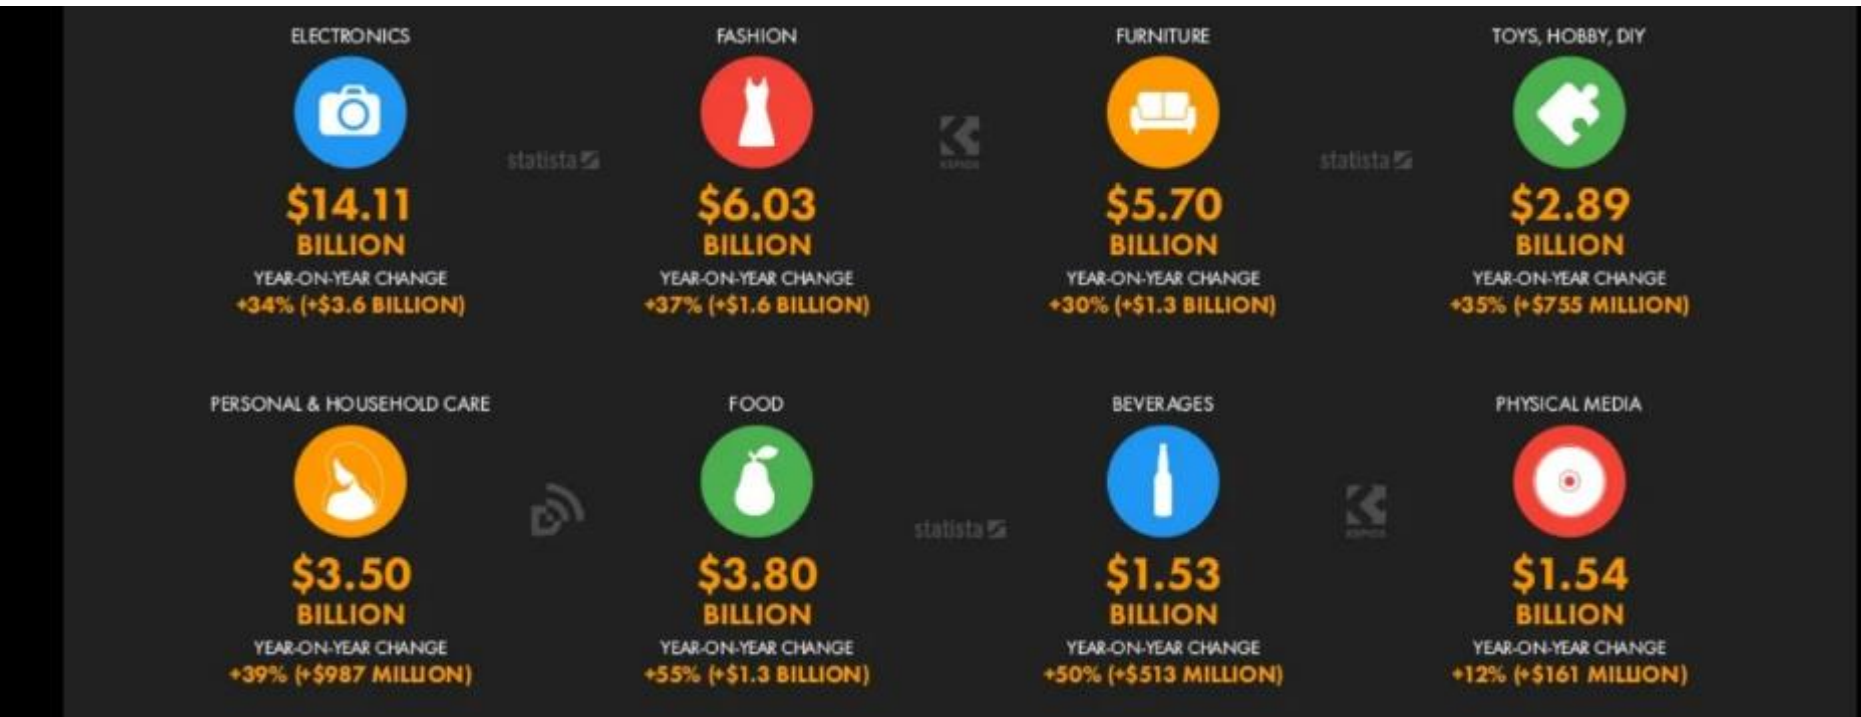 ELECTRONICS
$14.11
BILLION
YEAR-ON-YEAR CHANGE
+34% (+$3.6 BILLION)
FASHION
$6.03
BILLION
YEAR-ON-YEAR CHANGE
+37% (+$1.6 BILLION)
FURNITURE
$5.70
BILLION
YEAR-ON-YEAR CHANGE
+30% (+$1.3 BILLION)
TOYS, HOBBY, DIY
$2.89
BILLION
YEAR-ON-YEAR CHANGE
+35% (+$755 MILLION)
statista
KEPIOS
statista
PERSONAL & HOUSEHOLD CARE
$3.50
BILLION
YEAR-ON-YEAR CHANGE
+39% (+$987 MILLION)
FOOD
$3.80
BILLION
YEAR-ON-YEAR CHANGE
+55% (+$1.3 BILLION)
BEVERAGES
$1.53
BILLION
YEAR-ON-YEAR CHANGE
+50% (+$513 MILLION)
PHYSICAL MEDIA
$1.54
BILLION
YEAR-ON-YEAR CHANGE
+12% (+$161 MILLION)
statista
KEPIOS